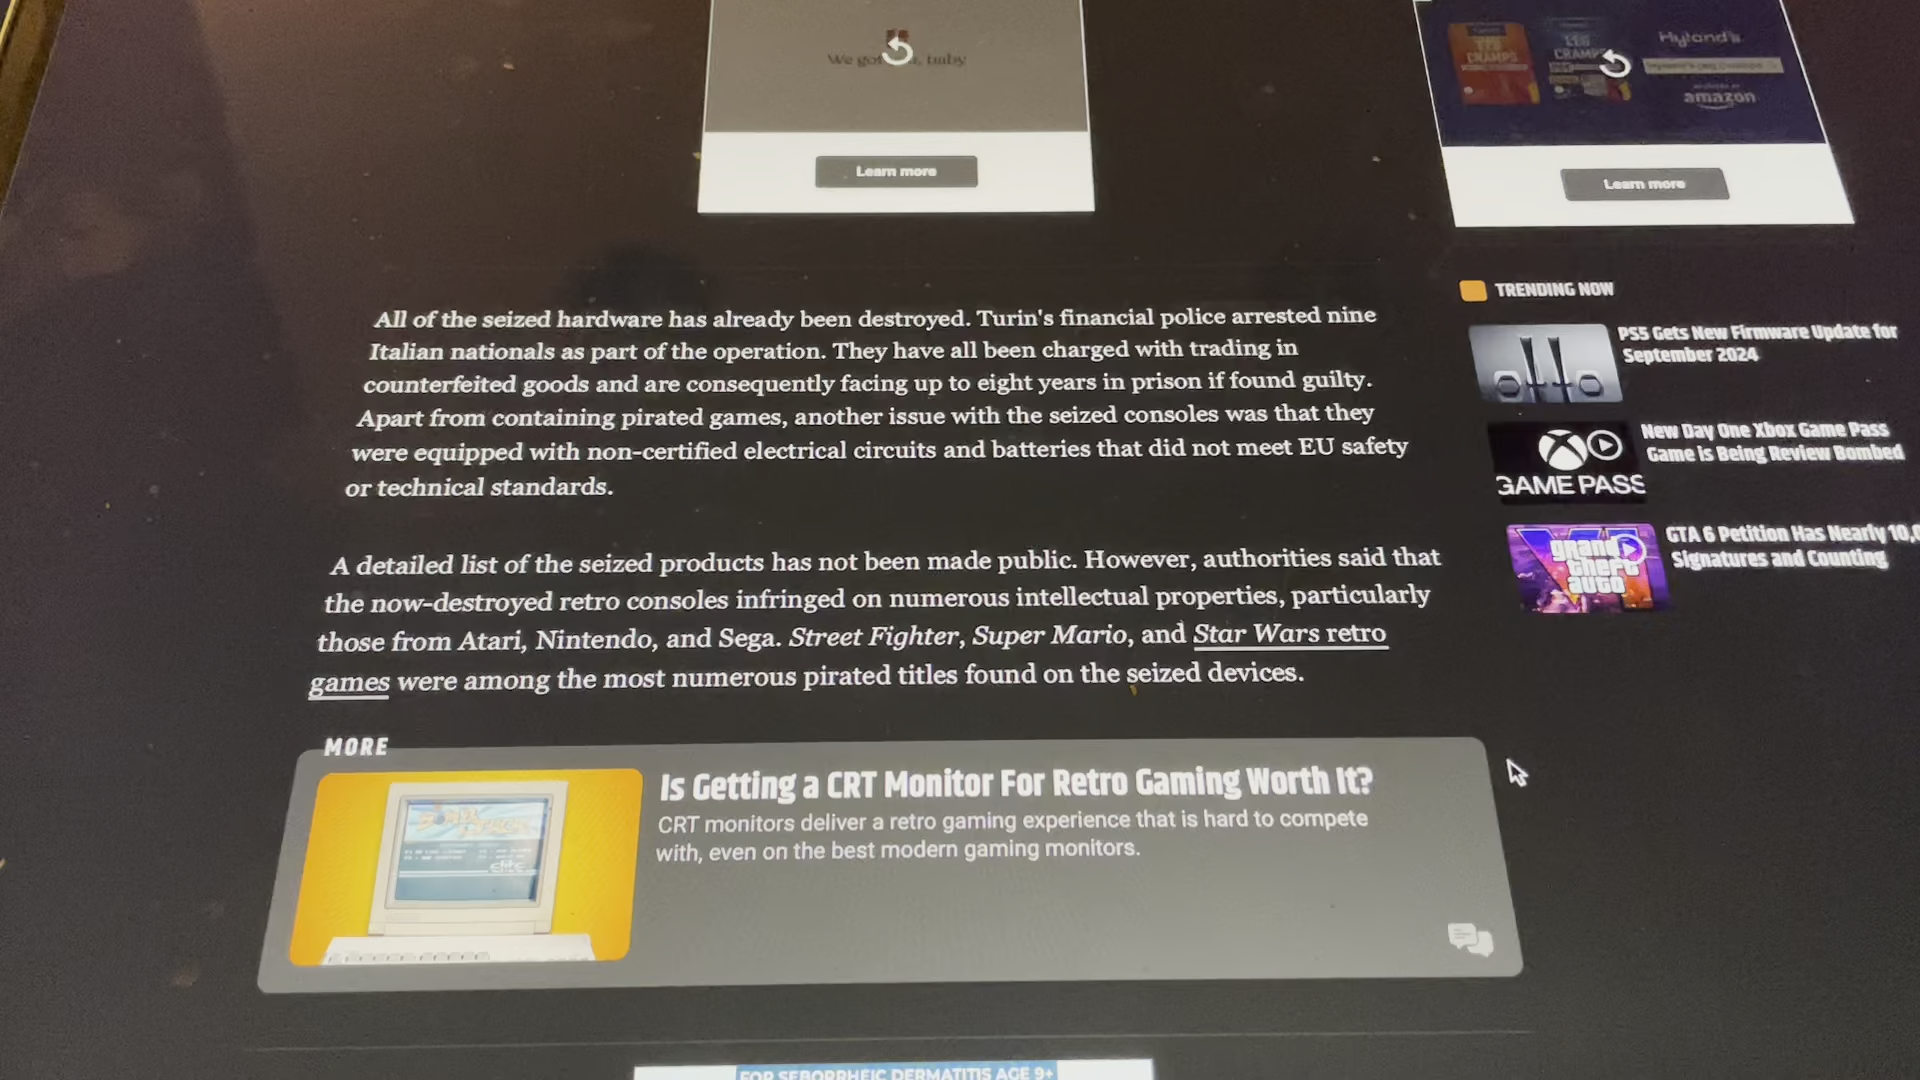 We got
Learn more
LEG
CRAMPS
Hyland's
amazon
Learn more
All of the seized hardware has already been destroyed. Turin's financial police arrested nine
Italian nationals as part of the operation. They have all been charged with trading in
counterfeited goods and are consequently facing up to eight years in prison if found guilty.
Apart from containing pirated games, another issue with the seized consoles was that they
were equipped with non-certified electrical circuits and batteries that did not meet EU safety
or technical standards.
A detailed list of the seized products has not been made public. However, authorities said that
the now-destroyed retro consoles infringed on numerous intellectual properties, particularly
those from Atari, Nintendo, and Sega. Street Fighter, Super Mario, and Star Wars retro
games were among the most numerous pirated titles found on the seized devices.
TRENDING NOW
PS5 Gets New Firmware Update for
September 2024
New Day One Xbox Game Pass
Game is Being Review Bombed
GAME PASS
GTA 6 Petition Has Nearly 10,
Signatures and Counting
grand
theft
auto
MORE
Is Getting a CRT Monitor For Retro Gaming Worth It?
CRT monitors deliver a retro gaming experience that is hard to compete
with, even on the best modern gaming monitors.
elite
FOR SEBORRHEIC DERMATITIS AGE 9+